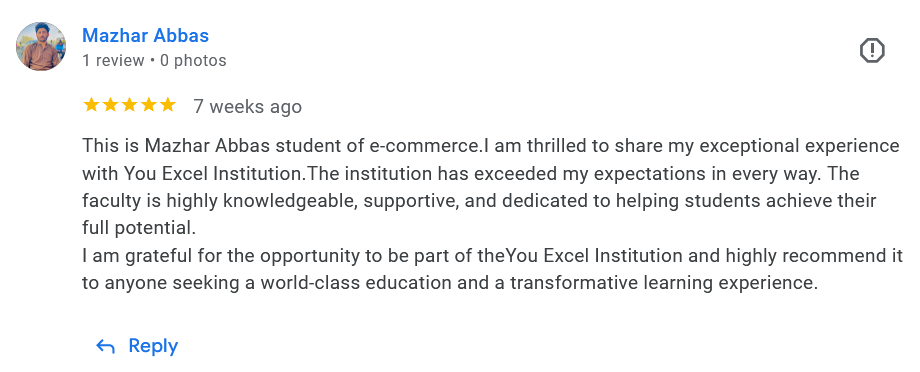 Mazhar Abbas
1 review • 0 photos
7 weeks ago
This is Mazhar Abbas student of e-commerce.I am thrilled to share my exceptional experience
with You Excel Institution.The institution has exceeded my expectations in every way. The
faculty is highly knowledgeable, supportive, and dedicated to helping students achieve their
full potential.
I am grateful for the opportunity to be part of theYou Excel Institution and highly recommend it
to anyone seeking a world-class education and a transformative learning experience.
Reply